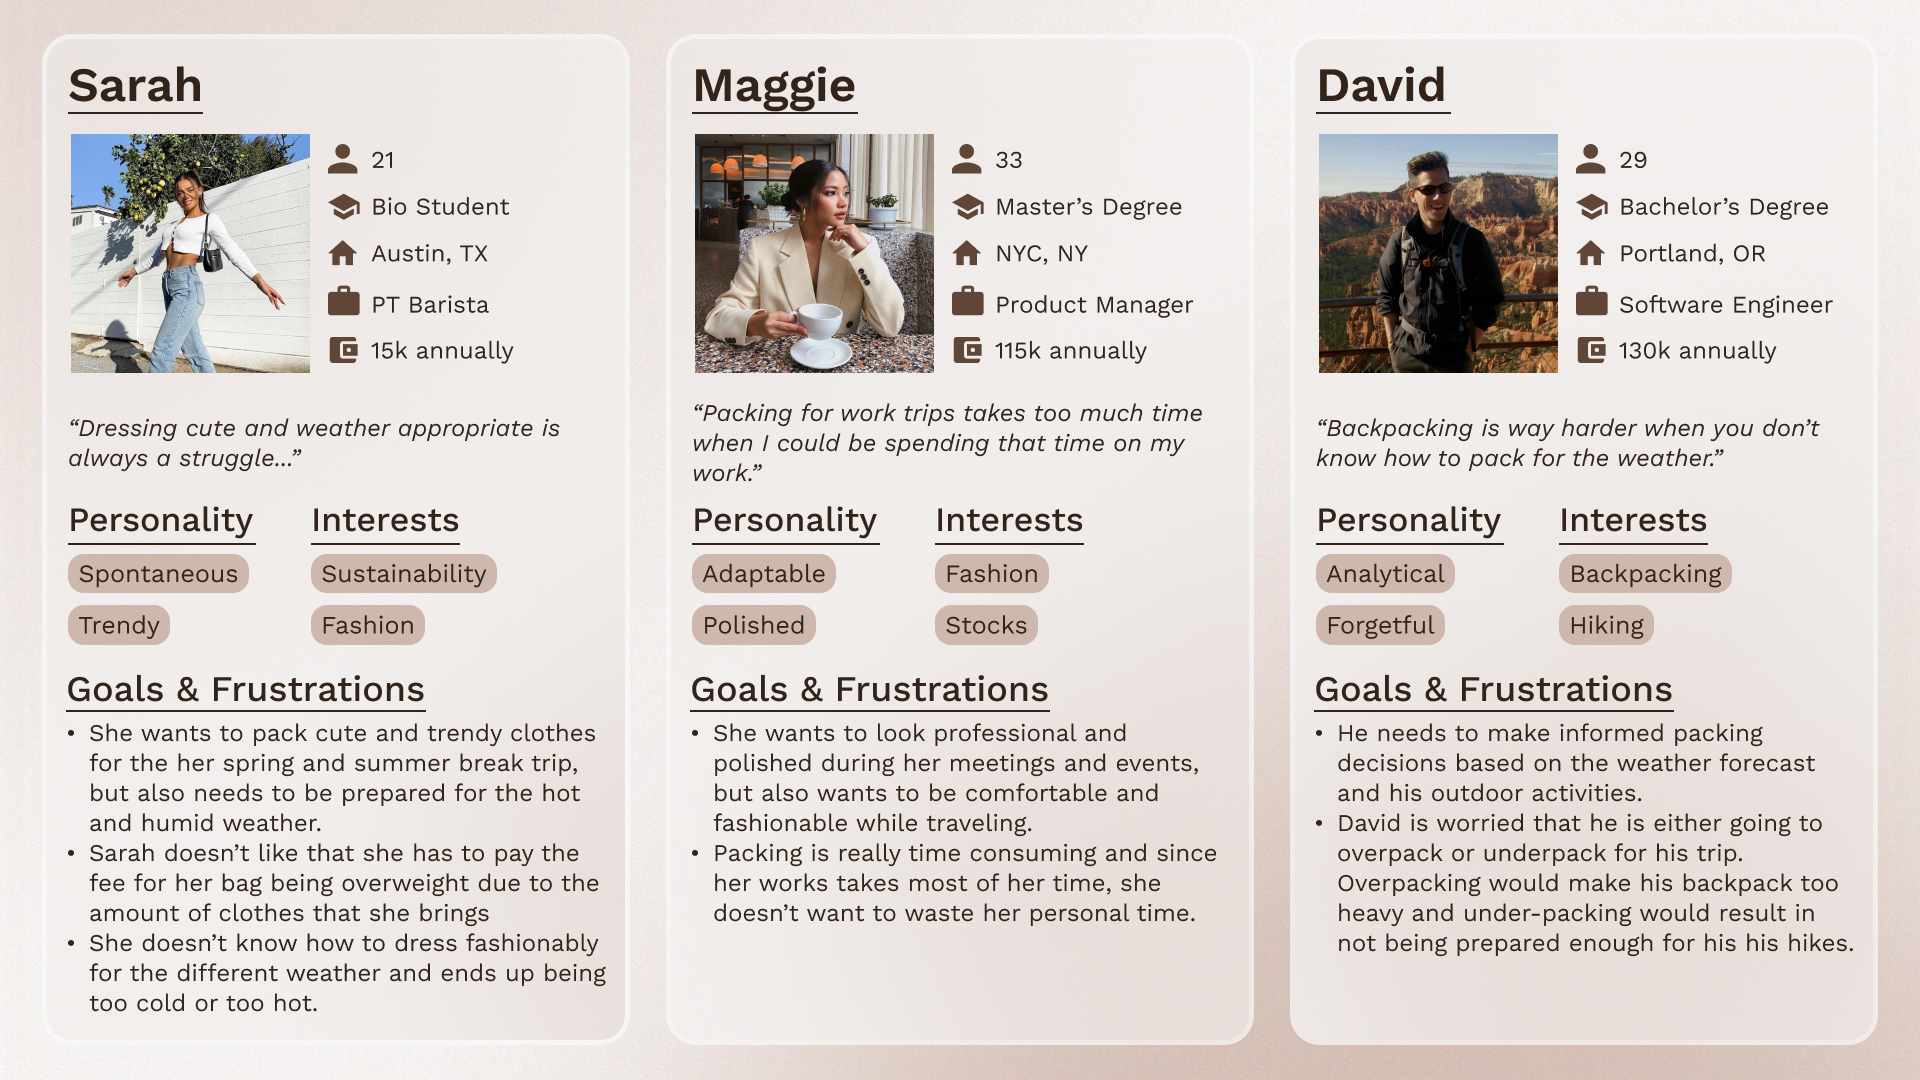 Sarah
21
Bio Student
Austin, TX
PT Barista
15k annually
“Dressing cute and weather appropriate is
always a struggle...”
Personality
Interests
Spontaneous
Sustainability
Trendy
Fashion
Goals & Frustrations
• She wants to pack cute and trendy clothes
for the her spring and summer break trip,
but also needs to be prepared for the hot
and humid weather.
• Sarah doesn’t like that she has to pay the
fee for her bag being overweight due to the
amount of clothes that she brings
• She doesn’t know how to dress fashionably
for the different weather and ends up being
too cold or too hot.
Maggie
33
Master’s Degree
NYC, NY
Product Manager
115k annually
“Packing for work trips takes too much time
when I could be spending that time on my
work.”
Personality
Interests
Adaptable
Fashion
Polished
Stocks
Goals & Frustrations
• She wants to look professional and
polished during her meetings and events,
but also wants to be comfortable and
fashionable while traveling.
• Packing is really time consuming and since
her works takes most of her time, she
doesn’t want to waste her personal time.
David
29
Bachelor’s Degree
Portland, OR
Software Engineer
130k annually
“Backpacking is way harder when you don’t
know how to pack for the weather.”
Personality
Interests
Analytical
Backpacking
Forgetful
Hiking
Goals & Frustrations
• He needs to make informed packing
decisions based on the weather forecast
and his outdoor activities.
• David is worried that he is either going to
overpack or underpack for his trip.
Overpacking would make his backpack too
heavy and under-packing would result in
not being prepared enough for his his hikes.